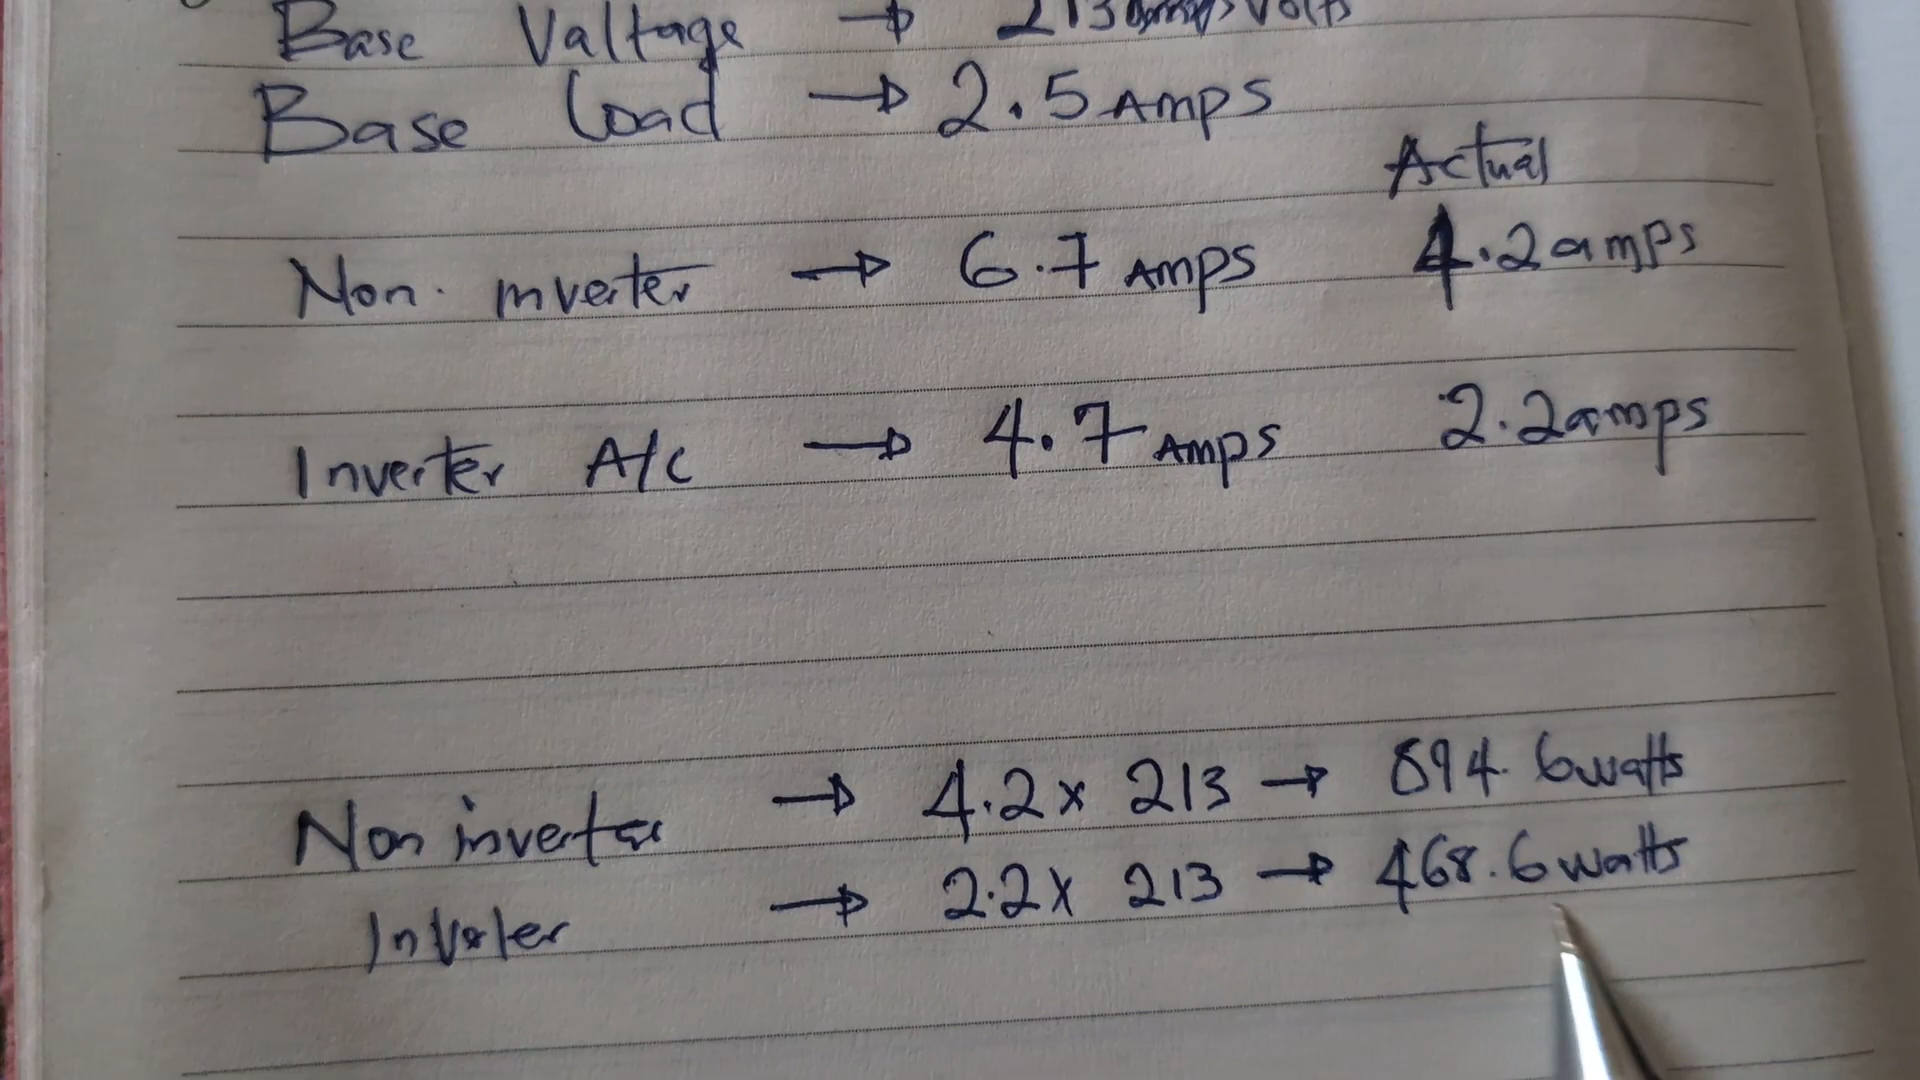 Base Valtage → 213 Volts
Base Load → 2.5 Amps
Actual
Non. inverter → 6.7 Amps 4.2 amps
Inverter A/c → 4.7 Amps 2.2 amps
Non inverter → 4.2 x 213 → 894.6 watts
Inverter → 2.2 x 213 → 468.6 watts